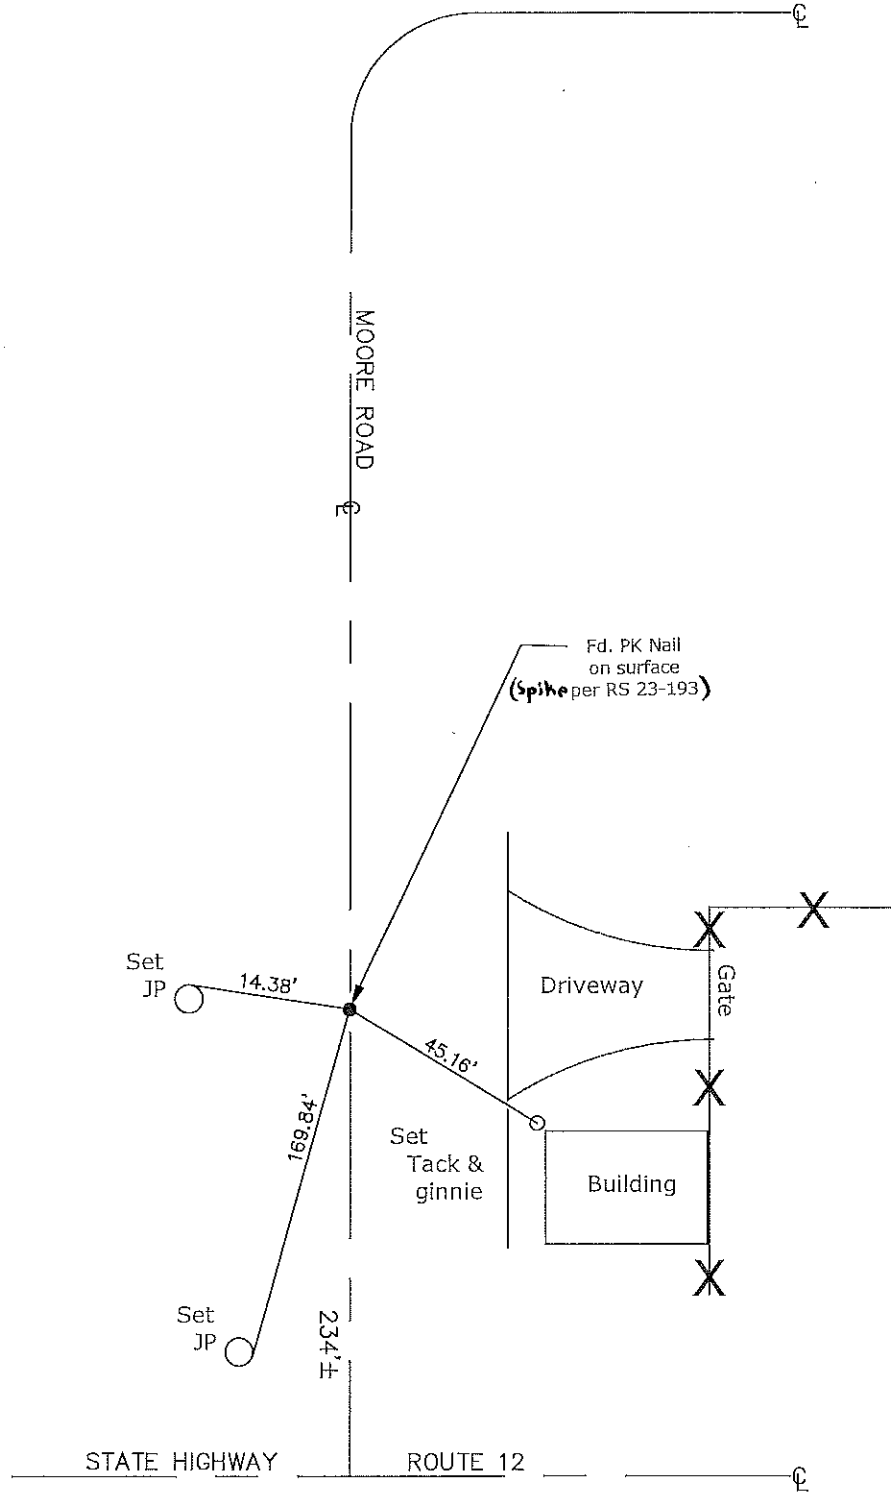 ℄
MOORE ROAD
℄
Fd. PK Nail
on surface
(Spike per RS 23-193)
Set
JP
14.38'
Driveway
Gate
45.16'
169.84'
Set
Tack &
ginnie
Building
Set
JP
234'±
STATE HIGHWAY ROUTE 12
℄
X
X
X
X